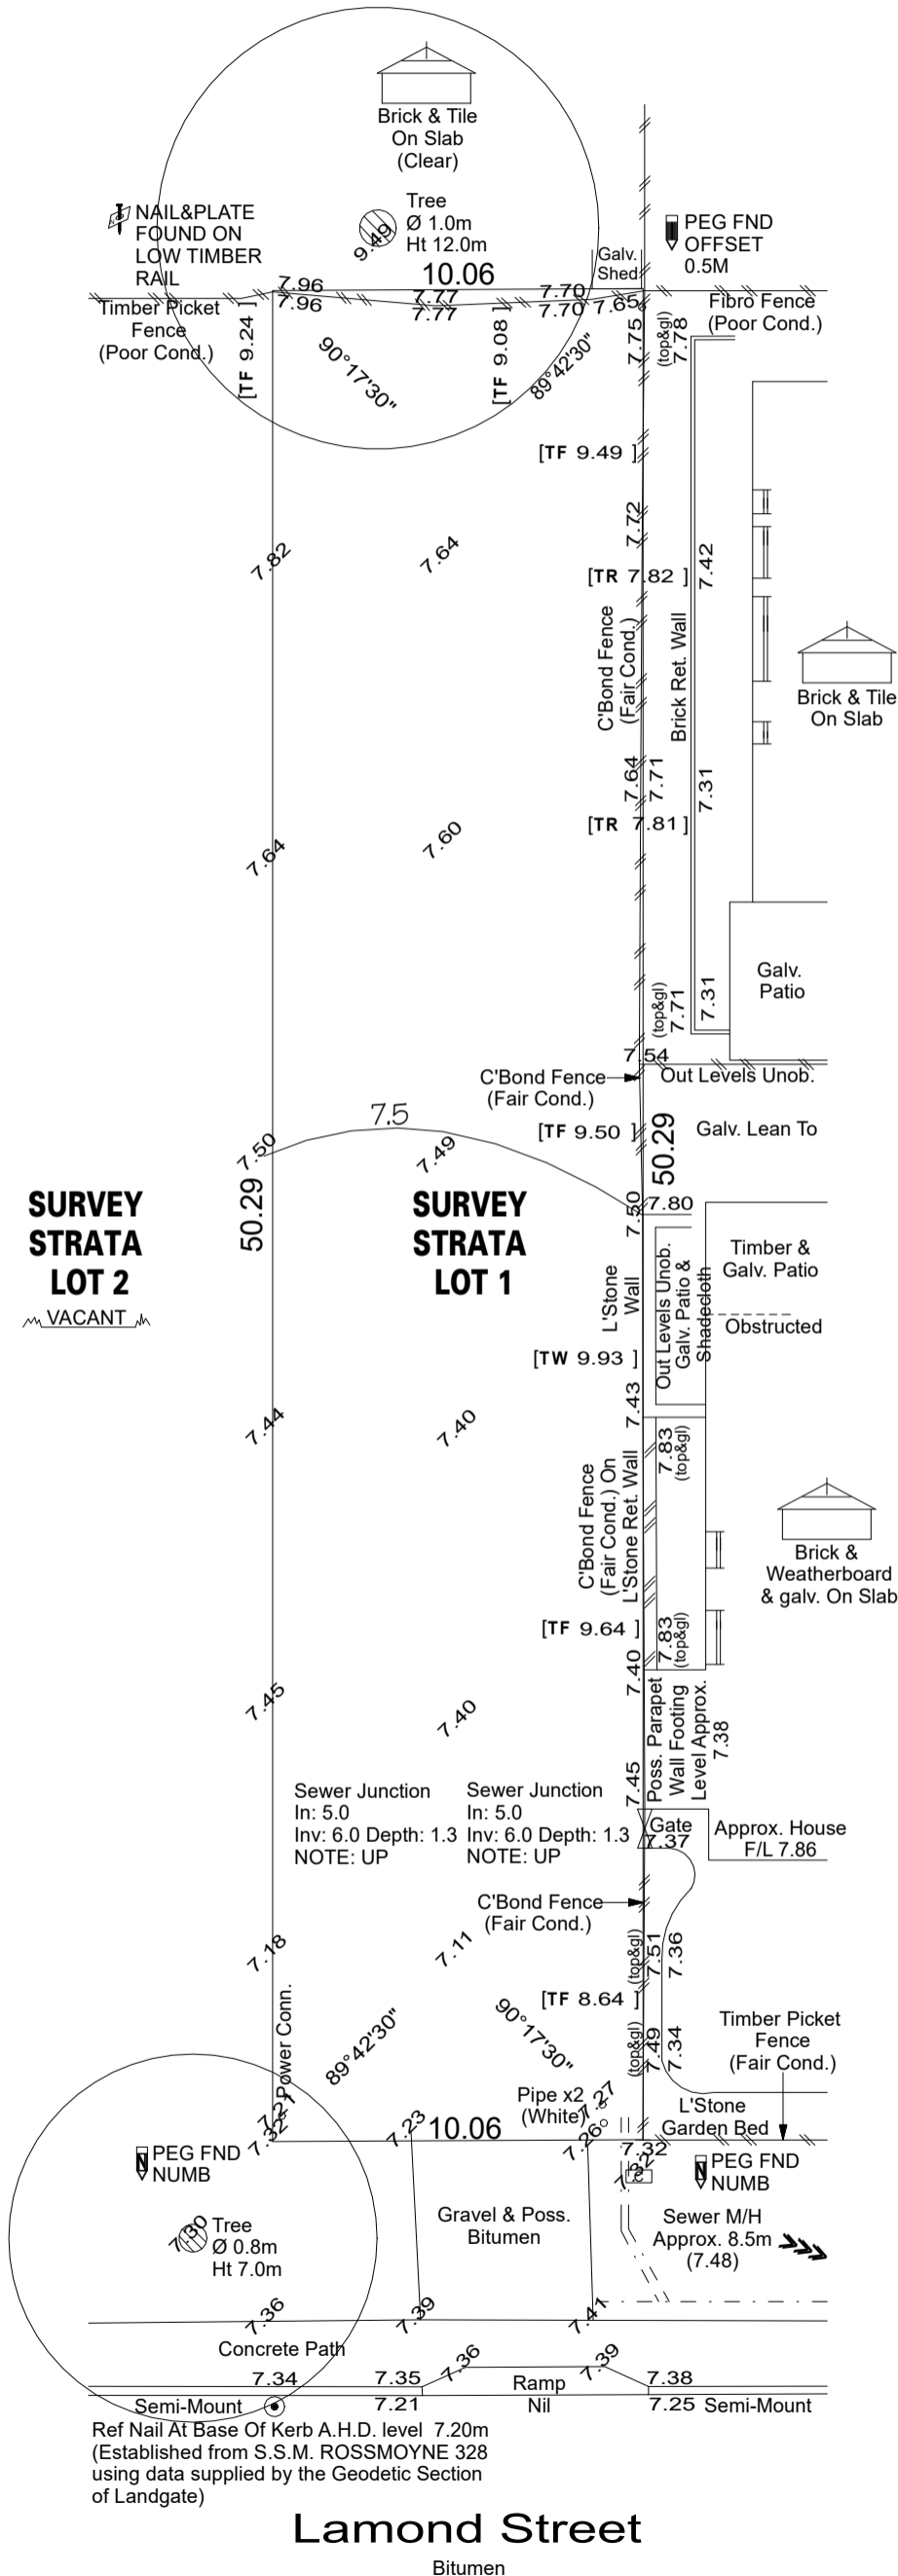 Brick & Tile
On Slab
(Clear)
NAIL&PLATE
FOUND ON
LOW TIMBER
RAIL
Tree
Ø 1.0m
Ht 12.0m
9.49
PEG FND
OFFSET
0.5M
Galv.
Shed
10.06
7.96
7.96
7.77
7.77
7.70
7.70
7.65
Timber Picket
Fence
(Poor Cond.)
Fibro Fence
(Poor Cond.)
[TF 9.24 ]
90°17'30"
[TF 9.08 ]
89°42'30"
7.75
(top&gl)
7.78
[TF 9.49 ]
7.72
7.82
7.64
[TR 7.82 ]
7.42
C'Bond Fence
(Fair Cond.)
Brick Ret. Wall
Brick & Tile
On Slab
7.64
7.71
7.31
7.64
7.60
[TR 7.81 ]
Galv.
Patio
(top&gl)
7.71
7.31
7.54
C'Bond Fence
(Fair Cond.)
Out Levels Unob.
7.5
[TF 9.50 ]
50.29
Galv. Lean To
7.50
7.49
50.29
7.50
7.80
SURVEY
STRATA
LOT 2
VACANT
SURVEY
STRATA
LOT 1
L'Stone
Wall
Out Levels Unob.
Galv. Patio &
Shadecloth
Timber &
Galv. Patio
Obstructed
[TW 9.93 ]
7.43
7.44
7.40
7.83
(top&gl)
C'Bond Fence
(Fair Cond.) On
L'Stone Ret. Wall
Brick &
Weatherboard
& galv. On Slab
[TF 9.64 ]
7.83
(top&gl)
7.40
7.45
7.40
Poss. Parapet
Wall Footing
Level Approx.
7.38
7.45
Sewer Junction
In: 5.0
Inv: 6.0 Depth: 1.3
NOTE: UP
Sewer Junction
In: 5.0
Inv: 6.0 Depth: 1.3
NOTE: UP
Gate
7.37
Approx. House
F/L 7.86
C'Bond Fence
(Fair Cond.)
7.18
7.11
(top&gl)
7.51
7.36
[TF 8.64 ]
Power Conn.
89°42'30"
90°17'30"
(top&gl)
7.49
7.34
Timber Picket
Fence
(Fair Cond.)
Pipe x2
(White)
7.27
L'Stone
Garden Bed
7.21
7.32
7.23
10.06
7.26
7.32
7.32
PEG FND
NUMB
PEG FND
NUMB
7.30
Tree
Ø 0.8m
Ht 7.0m
Gravel & Poss.
Bitumen
Sewer M/H
Approx. 8.5m
(7.48)
7.36
7.39
7.41
Concrete Path
7.34
7.35
7.36
7.39
7.38
Ramp
Semi-Mount
7.21
Nil
7.25
Semi-Mount
Ref Nail At Base Of Kerb A.H.D. level 7.20m
(Established from S.S.M. ROSSMOYNE 328
using data supplied by the Geodetic Section
of Landgate)
Lamond Street
Bitumen